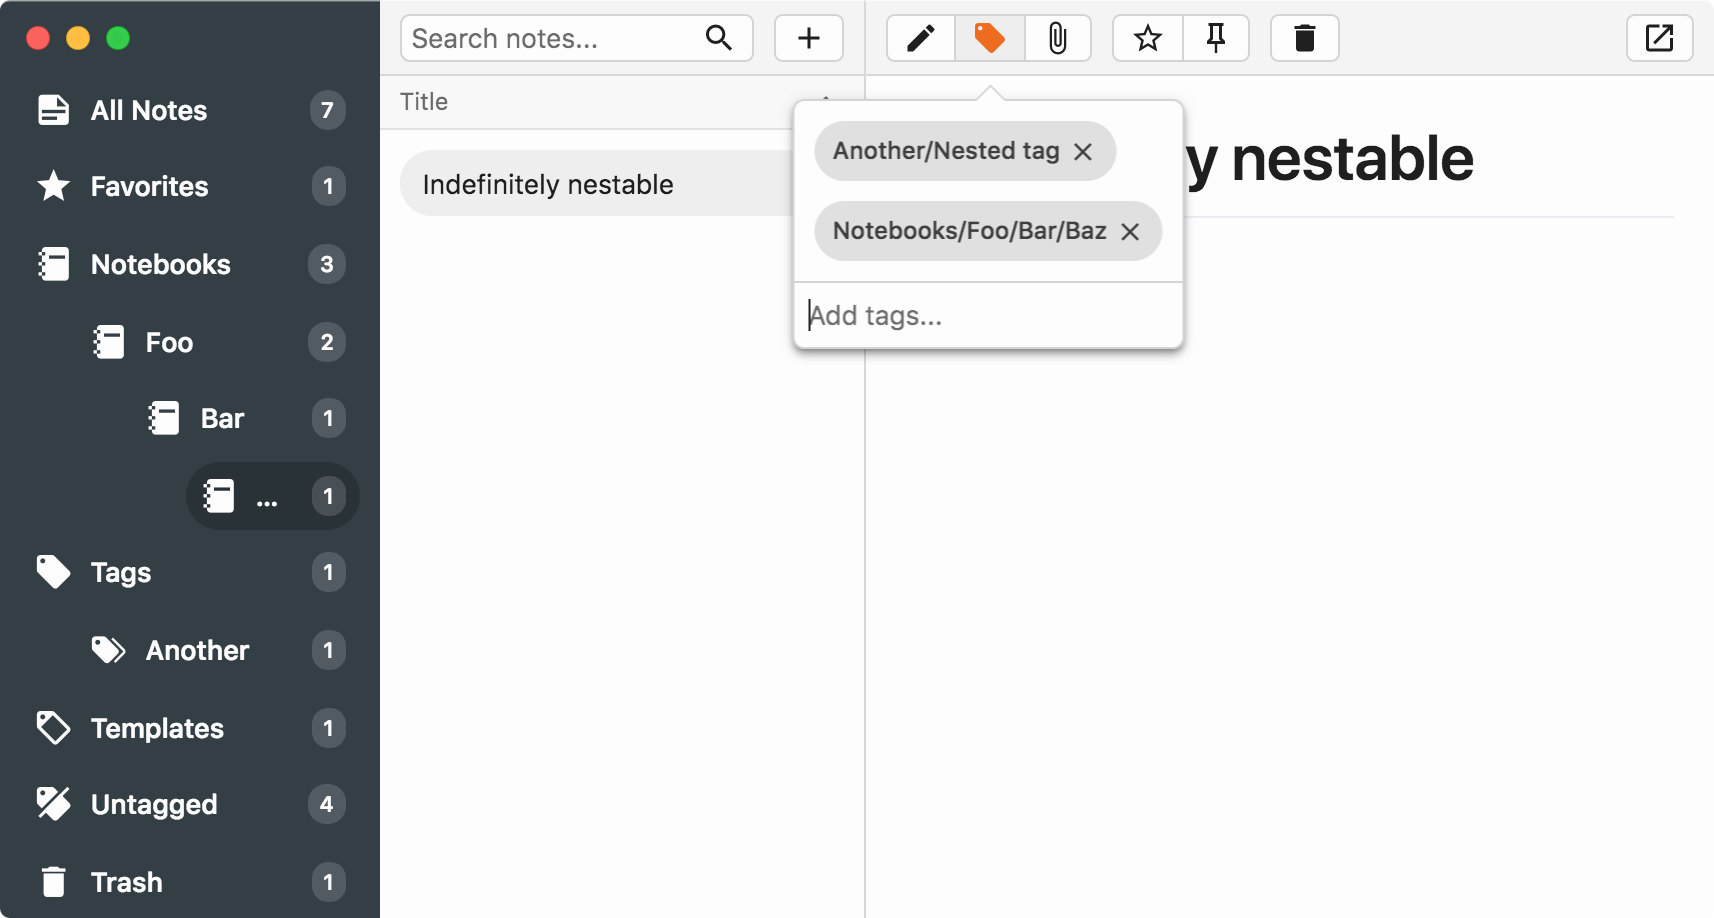 All Notes 7
Favorites 1
Notebooks 3
Foo 2
Bar 1
... 1
Tags 1
Another 1
Templates 1
Untagged 4
Trash 1
Search notes...
Title
Indefinitely nestable
Another/Nested tag
Notebooks/Foo/Bar/Baz
Add tags...
y nestable